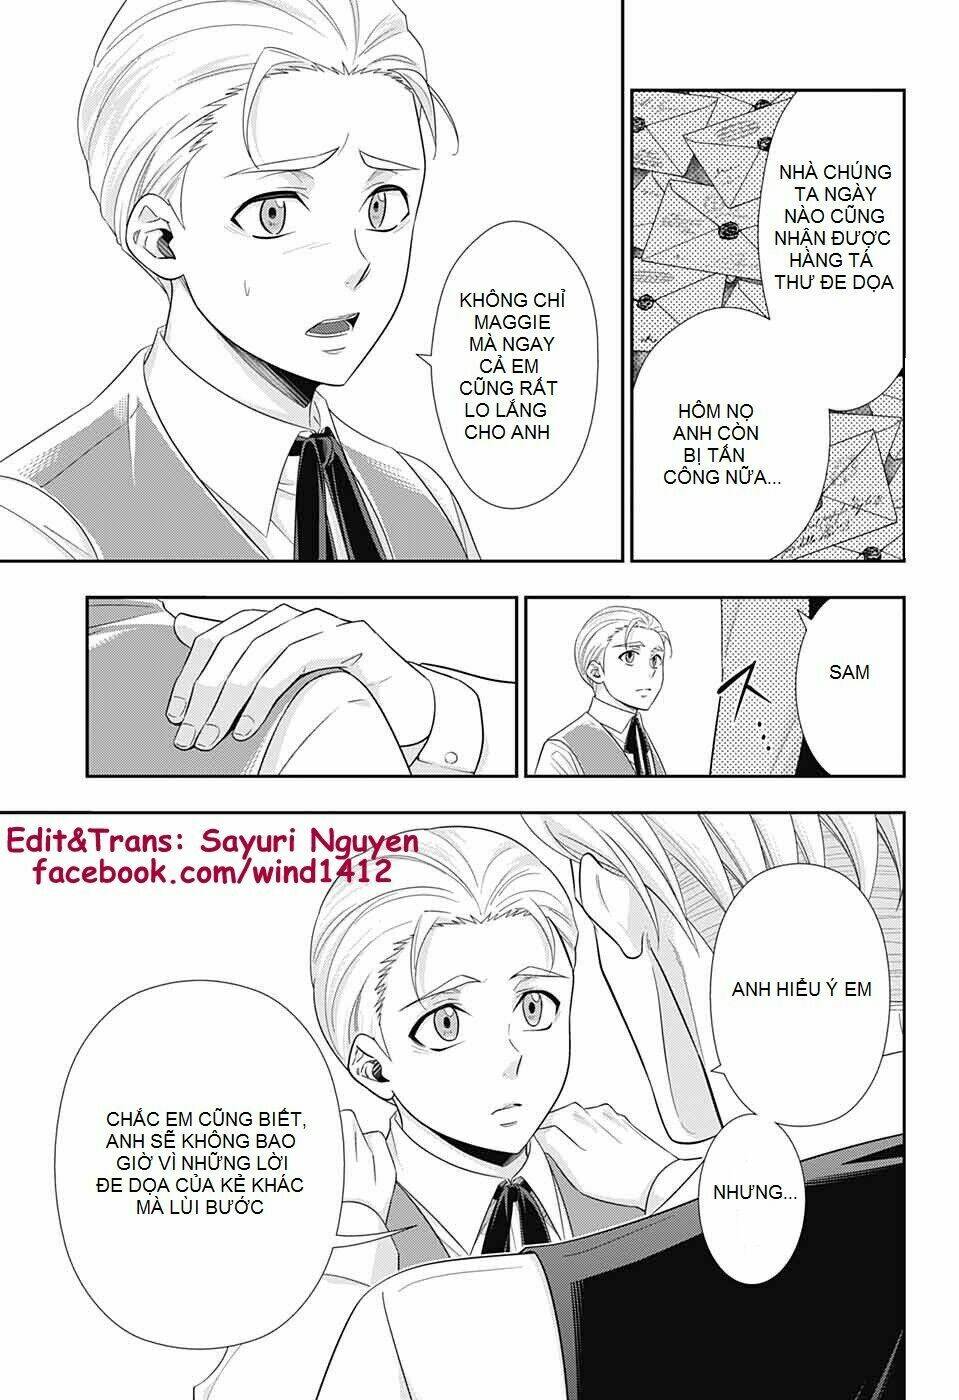 NHÀ CHÚNG
TA NGÀY
NÀO CŨNG
NHẬN ĐƯỢC
HÀNG TÁ
THƯ ĐE DỌA
HÔM NỌ
ANH CÒN
BỊ TẤN
CÔNG NỮA...
KHÔNG CHỈ
MAGGIE
MÀ NGAY
CẢ EM
CŨNG RẤT
LO LẮNG
CHO ANH
SAM
ス...
Edit&Trans: Sayuri Nguyen
facebook.com/wind1412
ANH HIỂU Ý EM
NHƯNG...
CHẮC EM CŨNG BIẾT,
ANH SẼ KHÔNG BAO
GIỜ VÌ NHỮNG LỜI
ĐE DỌA CỦA KẺ KHÁC
MÀ LÙI BƯỚC